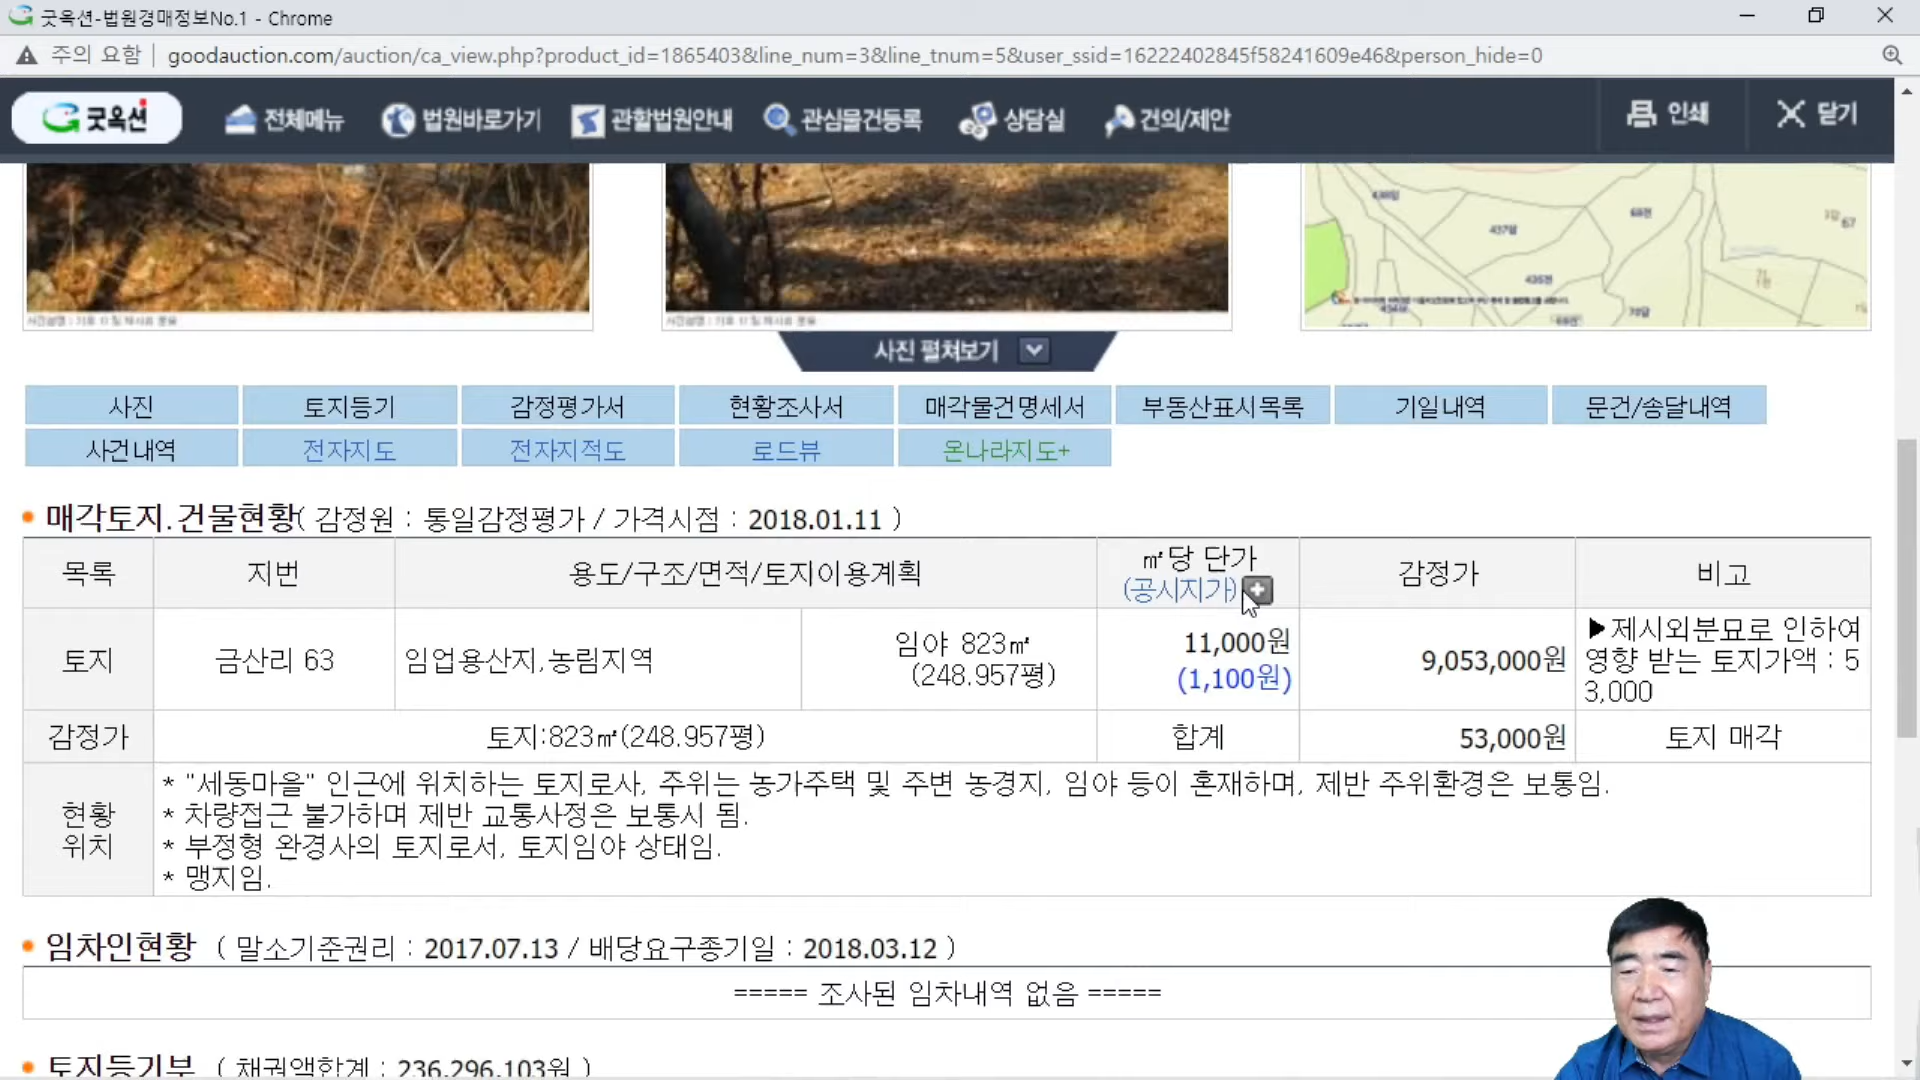 굿옥션-법원경매정보No.1 - Chrome
주의 요함 | goodauction.com/auction/ca_view.php?product_id=1865403&line_num=3&line_tnum=5&user_ssid=16222402845f58241609e46&person_hide=0
굿옥션 전체메뉴 법원바로가기 관할법원안내 관심물건등록 상담실 건의/제안 인쇄 닫기
437답
사진 펼쳐보기
사진 토지등기 감정평가서 현황조사서 매각물건명세서 부동산표시목록 기일내역 문건/송달내역
사건내역 전자지도 전자지적도 로드뷰 온나라지도+
매각토지.건물현황( 감정원 : 통일감정평가 / 가격시점 : 2018.01.11 )
목록 지번 용도/구조/면적/토지이용계획 ㎡당 단가 (공시지가) 감정가 비고
토지 금산리 63 임업용산지,농림지역 임야 823㎡ (248.957평) 11,000원 (1,100원) 9,053,000원 ▶제시외분묘로 인하여 영향 받는 토지가액 : 53,000
감정가 토지:823㎡(248.957평) 합계 53,000원 토지 매각
현황 위치
* "세동마을" 인근에 위치하는 토지로사, 주위는 농가주택 및 주변 농경지, 임야 등이 혼재하며, 제반 주위환경은 보통임.
* 차량접근 불가하며 제반 교통사정은 보통시 됨.
* 부정형 완경사의 토지로서, 토지임야 상태임.
* 맹지임.
임차인현황 ( 말소기준권리 : 2017.07.13 / 배당요구종기일 : 2018.03.12 )
===== 조사된 임차내역 없음 =====
토지등기부 ( 채권액합계 : 236,296,103원 )